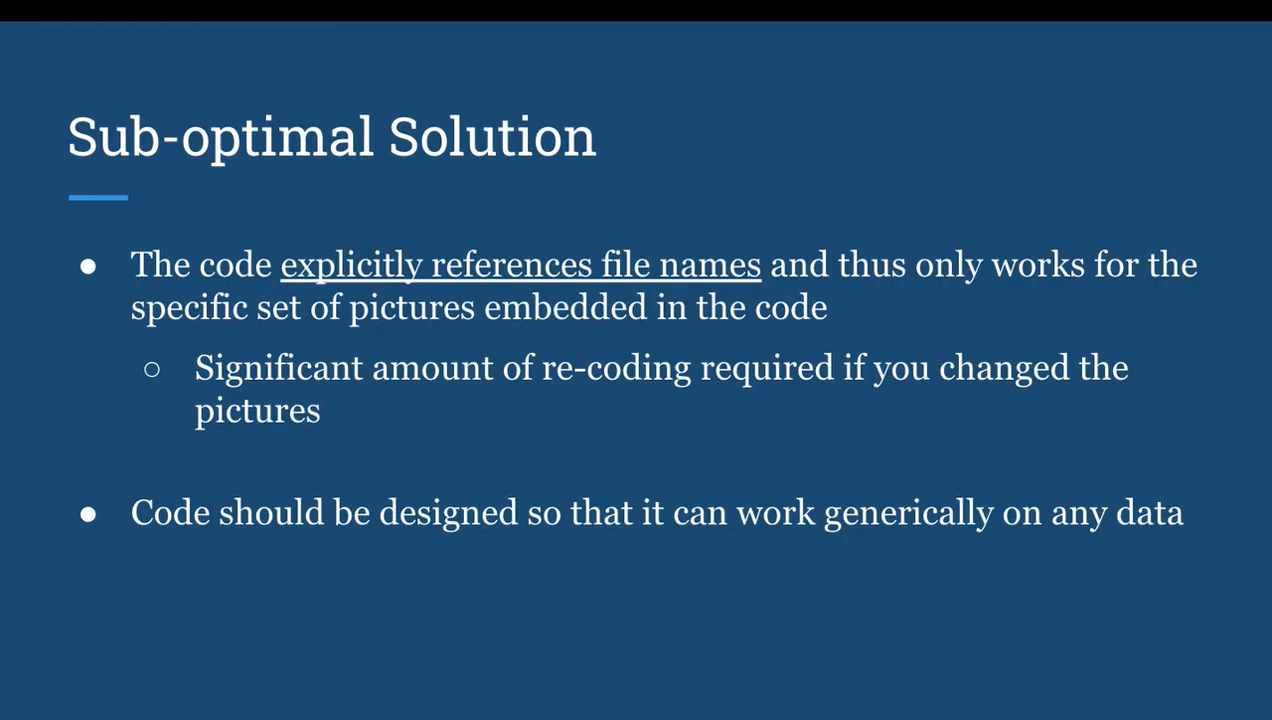 Sub-optimal Solution
● The code explicitly references file names and thus only works for the
specific set of pictures embedded in the code
○ Significant amount of re-coding required if you changed the
pictures
● Code should be designed so that it can work generically on any data